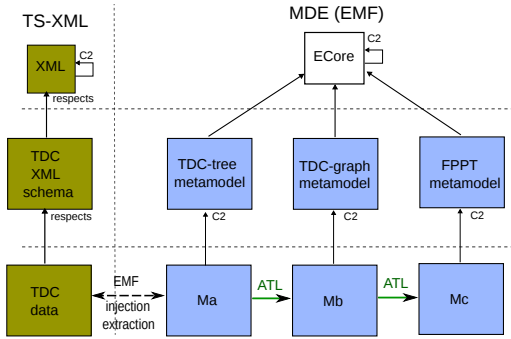 TS-XML
MDE (EMF)
XML
C2
respects
ECore
C2
TDC
XML
schema
respects
TDC-tree
metamodel
C2
TDC-graph
metamodel
C2
FPPT
metamodel
C2
TDC
data
EMF
injection
extraction
Ma
ATL
Mb
ATL
Mc